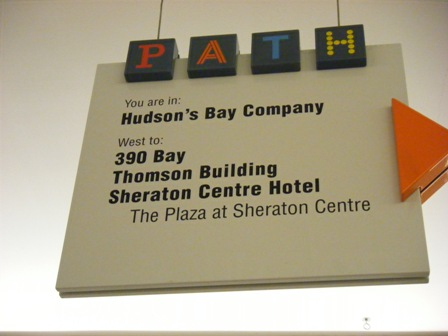 PATH
You are in:
Hudson's Bay Company
West to:
390 Bay
Thomson Building
Sheraton Centre Hotel
The Plaza at Sheraton Centre